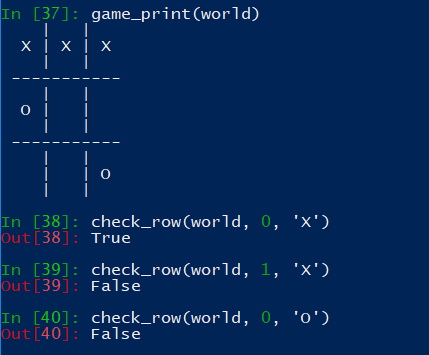 In [37]: game_print(world)
   |   |
 X | X | X
   |   |
-----------
   |   |
 O |   |
   |   |
-----------
   |   |
   |   | O
   |   |
In [38]: check_row(world, 0, 'X')
Out[38]: True
In [39]: check_row(world, 1, 'X')
Out[39]: False
In [40]: check_row(world, 0, 'O')
Out[40]: False